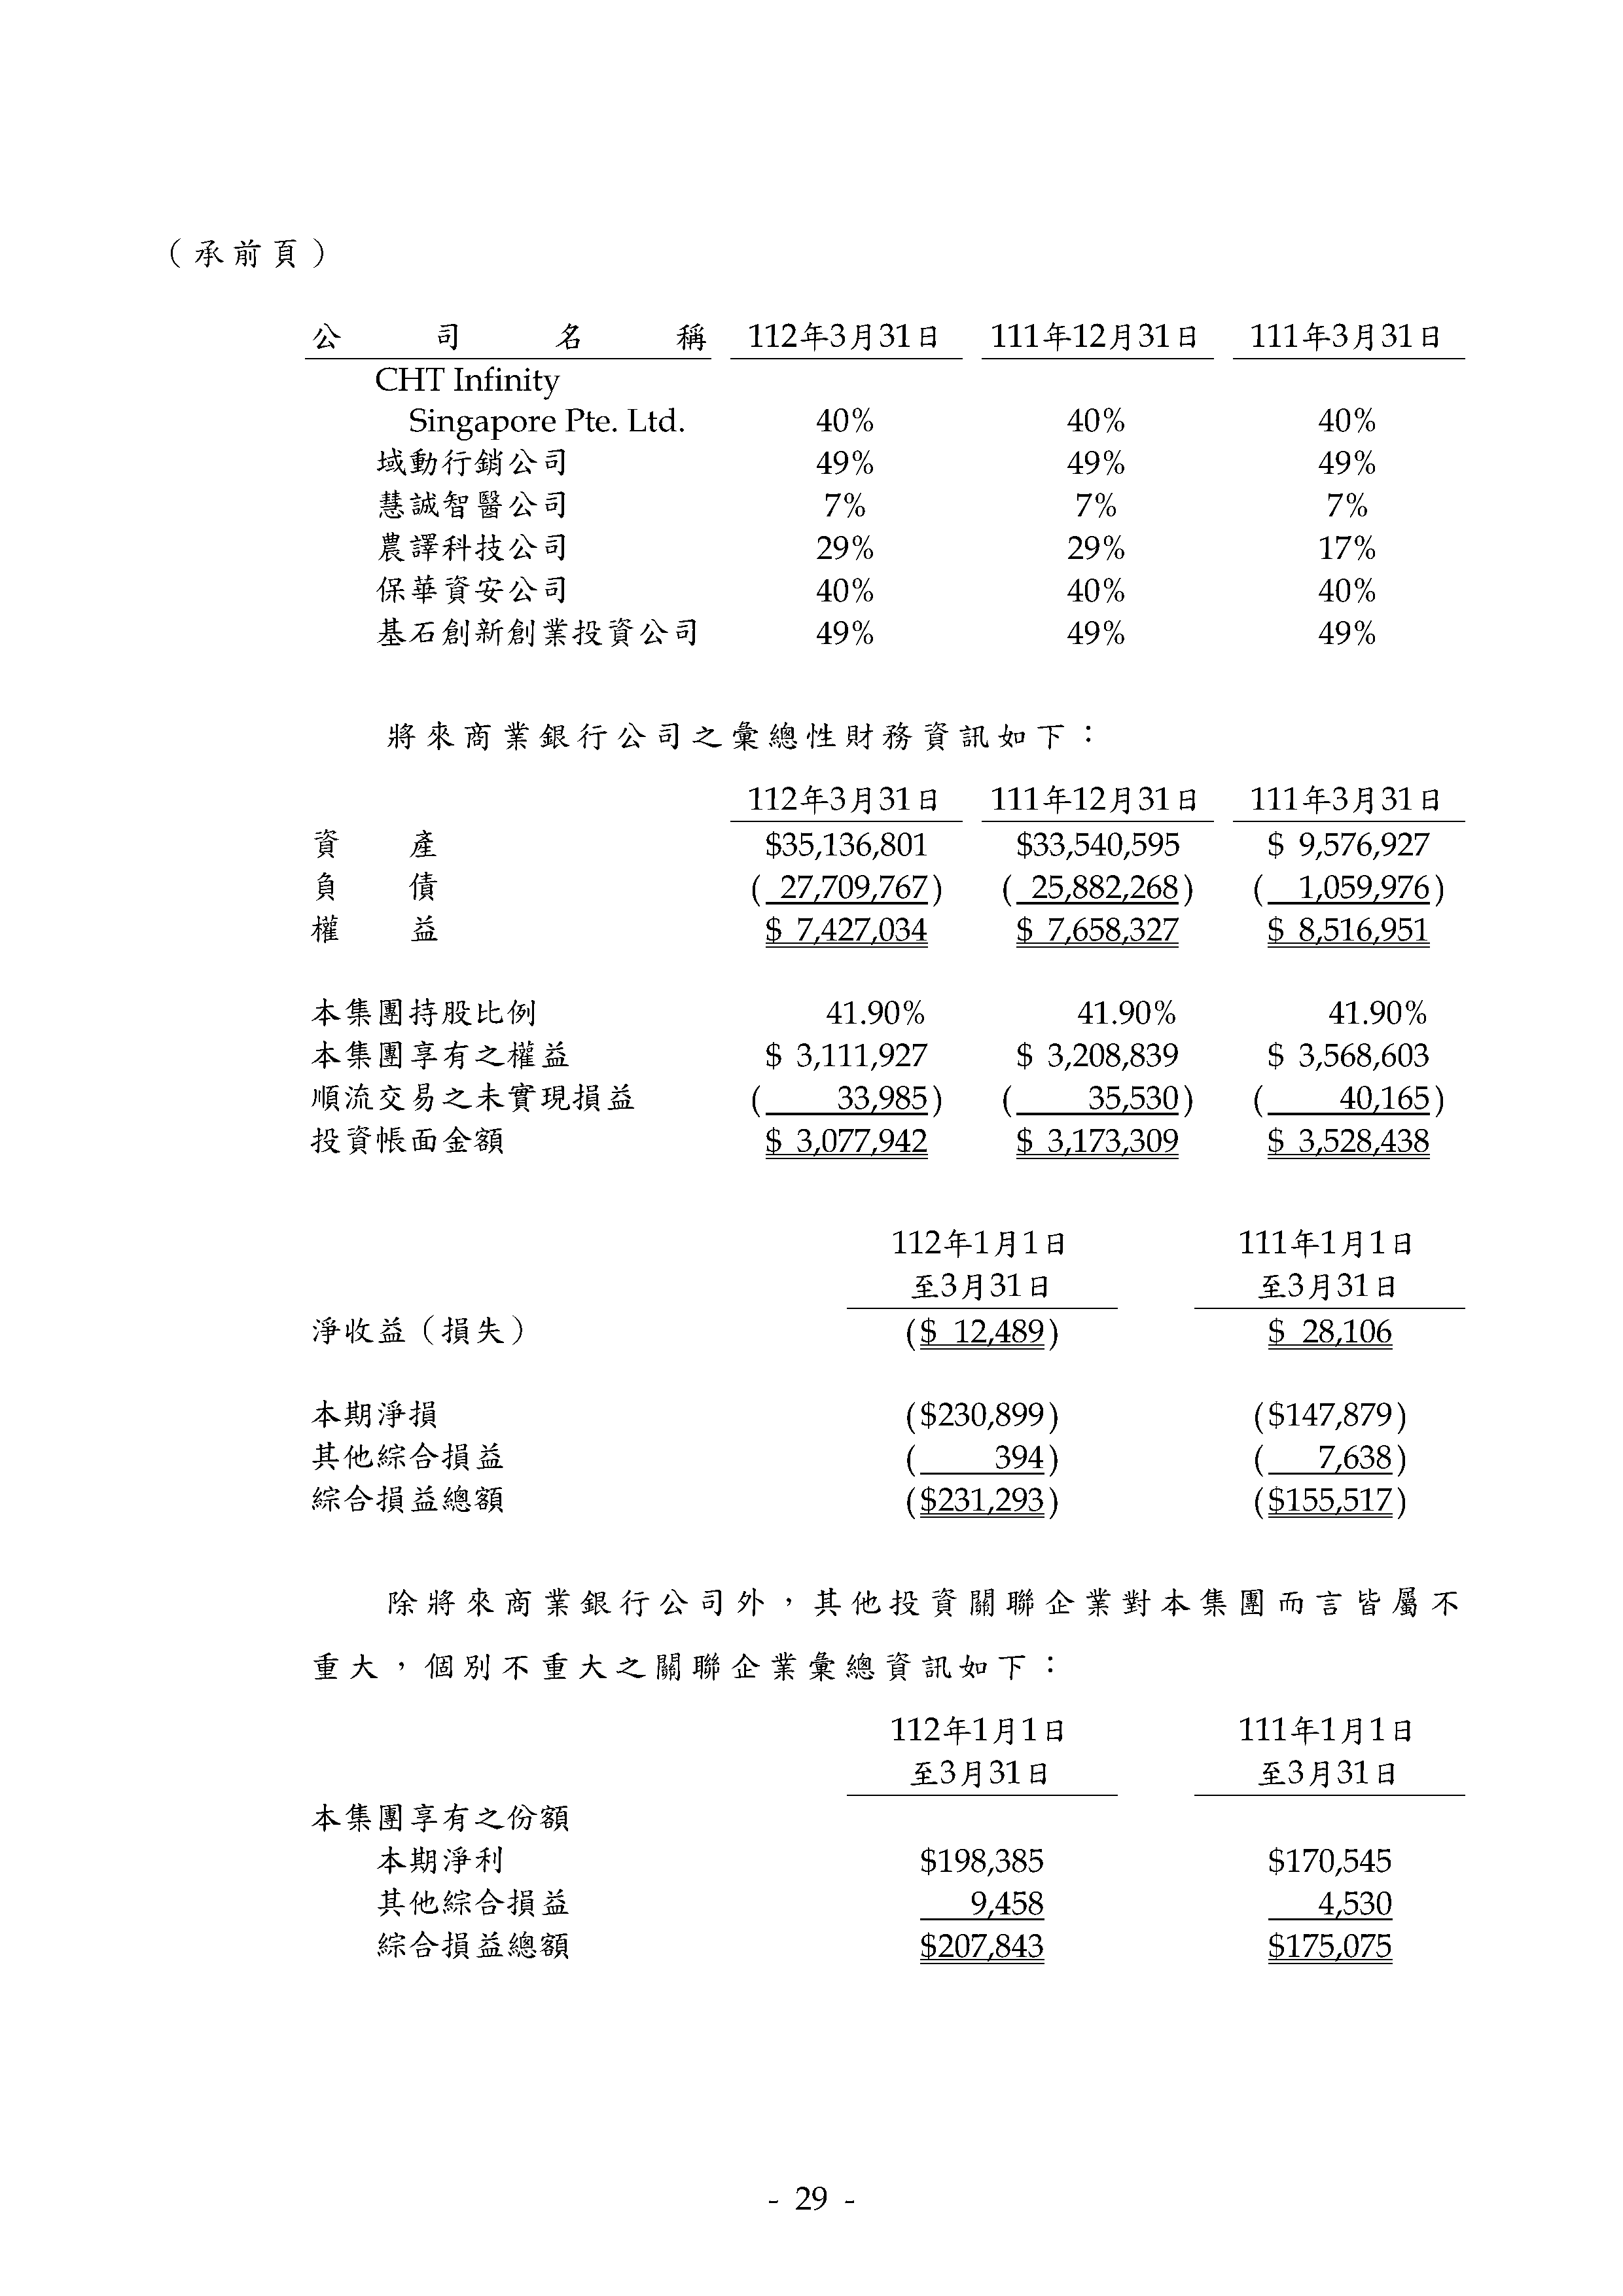 （承前頁）
公司名稱 112年3月31日 111年12月31日 111年3月31日
CHT Infinity
Singapore Pte. Ltd. 40% 40% 40%
域動行銷公司 49% 49% 49%
慧誠智醫公司 7% 7% 7%
農譯科技公司 29% 29% 17%
保華資安公司 40% 40% 40%
基石創新創業投資公司 49% 49% 49%
將來商業銀行公司之彙總性財務資訊如下：
112年3月31日 111年12月31日 111年3月31日
資產 $35,136,801 $33,540,595 $ 9,576,927
負債 ( 27,709,767) ( 25,882,268) ( 1,059,976)
權益 $ 7,427,034 $ 7,658,327 $ 8,516,951
本集團持股比例 41.90% 41.90% 41.90%
本集團享有之權益 $ 3,111,927 $ 3,208,839 $ 3,568,603
順流交易之未實現損益 ( 33,985) ( 35,530) ( 40,165)
投資帳面金額 $ 3,077,942 $ 3,173,309 $ 3,528,438
112年1月1日 111年1月1日
至3月31日 至3月31日
淨收益（損失） ($ 12,489) $ 28,106
本期淨損 ($230,899) ($147,879)
其他綜合損益 ( 394) ( 7,638)
綜合損益總額 ($231,293) ($155,517)
除將來商業銀行公司外，其他投資關聯企業對本集團而言皆屬不
重大，個別不重大之關聯企業彙總資訊如下：
112年1月1日 111年1月1日
至3月31日 至3月31日
本集團享有之份額
本期淨利 $198,385 $170,545
其他綜合損益 9,458 4,530
綜合損益總額 $207,843 $175,075
- 29 -